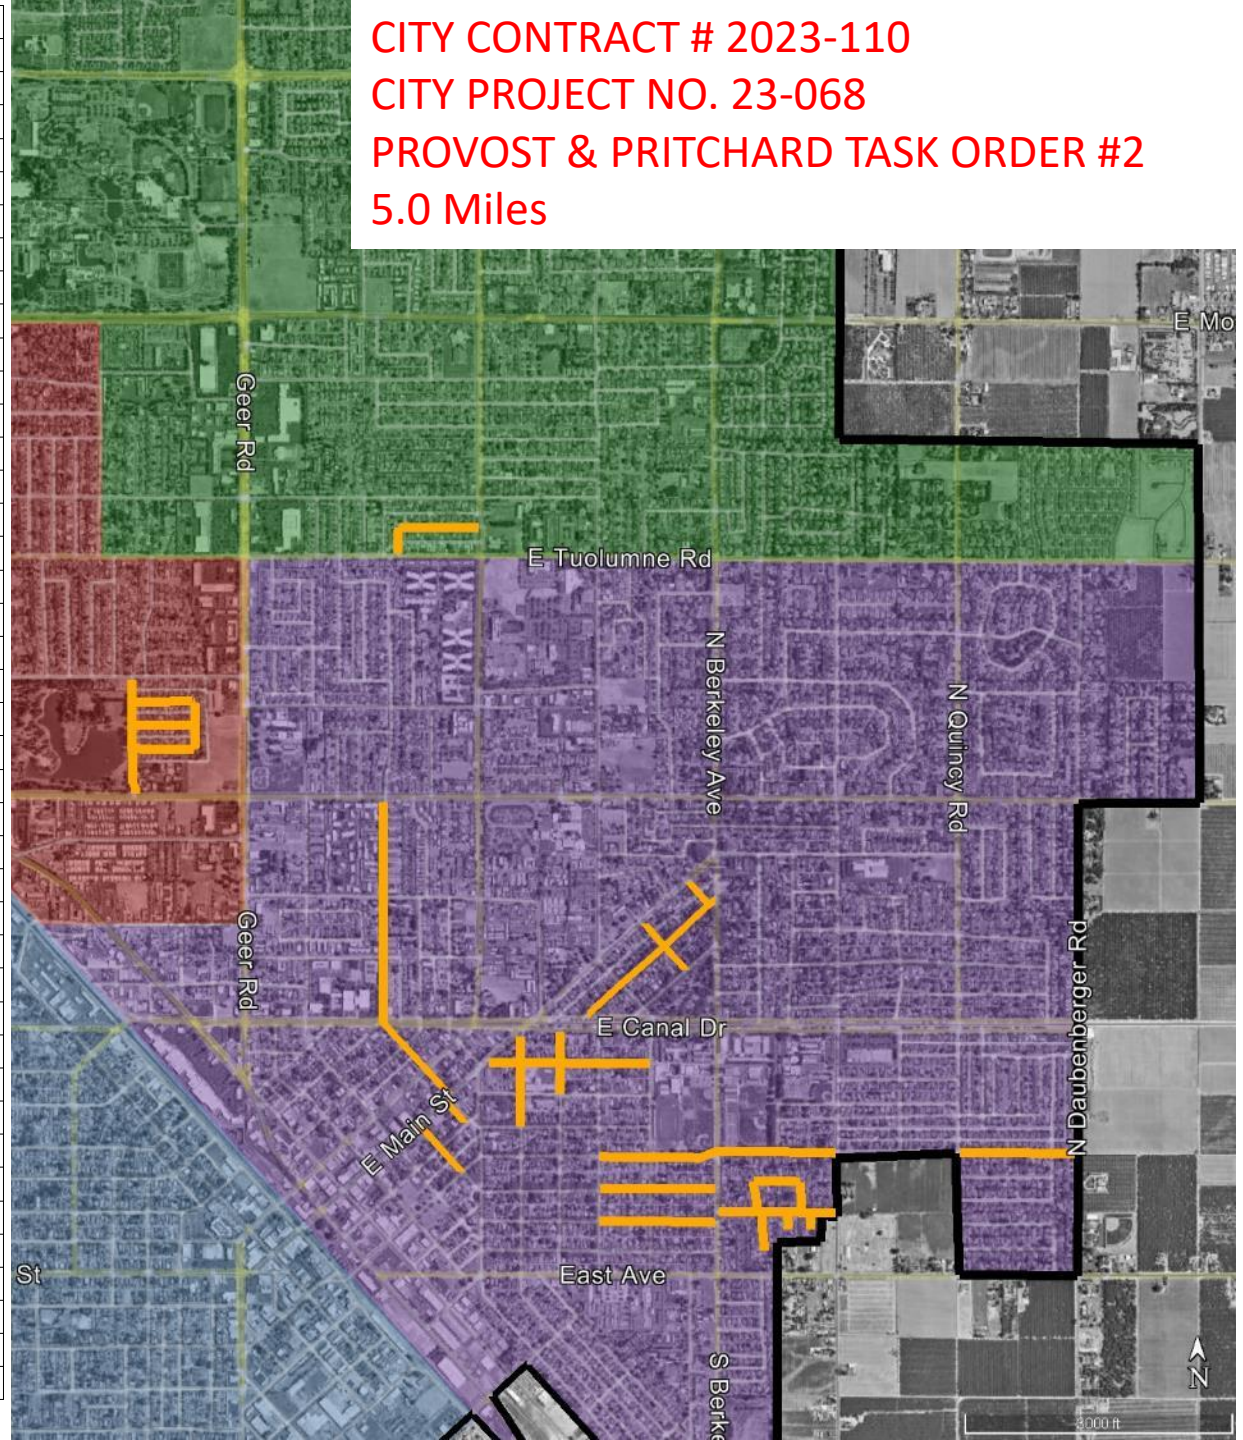 CITY CONTRACT # 2023-110
CITY PROJECT NO. 23-068
PROVOST & PRITCHARD TASK ORDER #2
5.0 Miles
E Mo
Geer Rd
E Tuolumne Rd
N Berkeley Ave
N Quincy Rd
Geer Rd
E Canal Dr
N Daubenberger Rd
E Main St
St
East Ave
S Berke
N
3000 ft